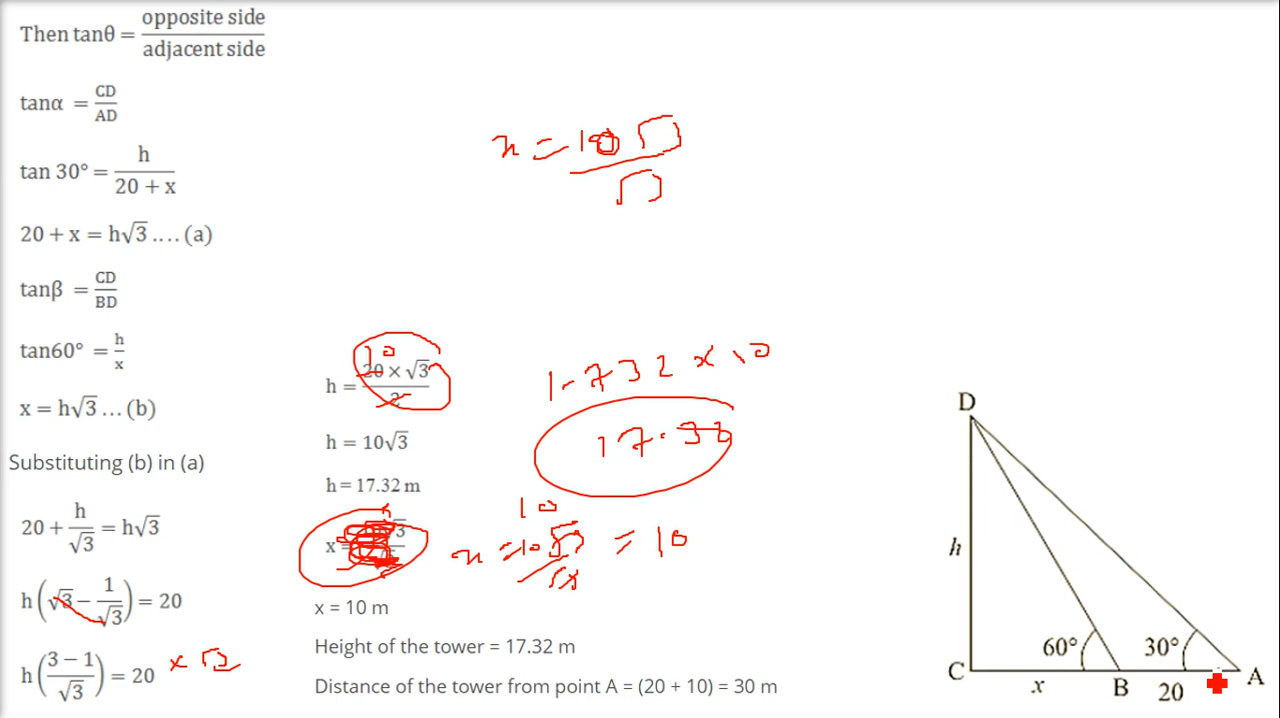 Then tanθ = opposite side / adjacent side
tanα = CD / AD
tan 30° = h / 20 + x
20 + x = h√3 .... (a)
tanβ = CD / BD
tan60° = h / x
x = h√3 ... (b)
Substituting (b) in (a)
20 + h / √3 = h√3
h(√3 − 1 / √3) = 20
h(3 − 1 / √3) = 20
10
h = 20 × √3 / 2
h = 10√3
h = 17.32 m
x =
x = 10 m
Height of the tower = 17.32 m
Distance of the tower from point A = (20 + 10) = 30 m
1.732 x 10
17.32
10
= 10
D
h
60°
30°
C
x
B
20
A